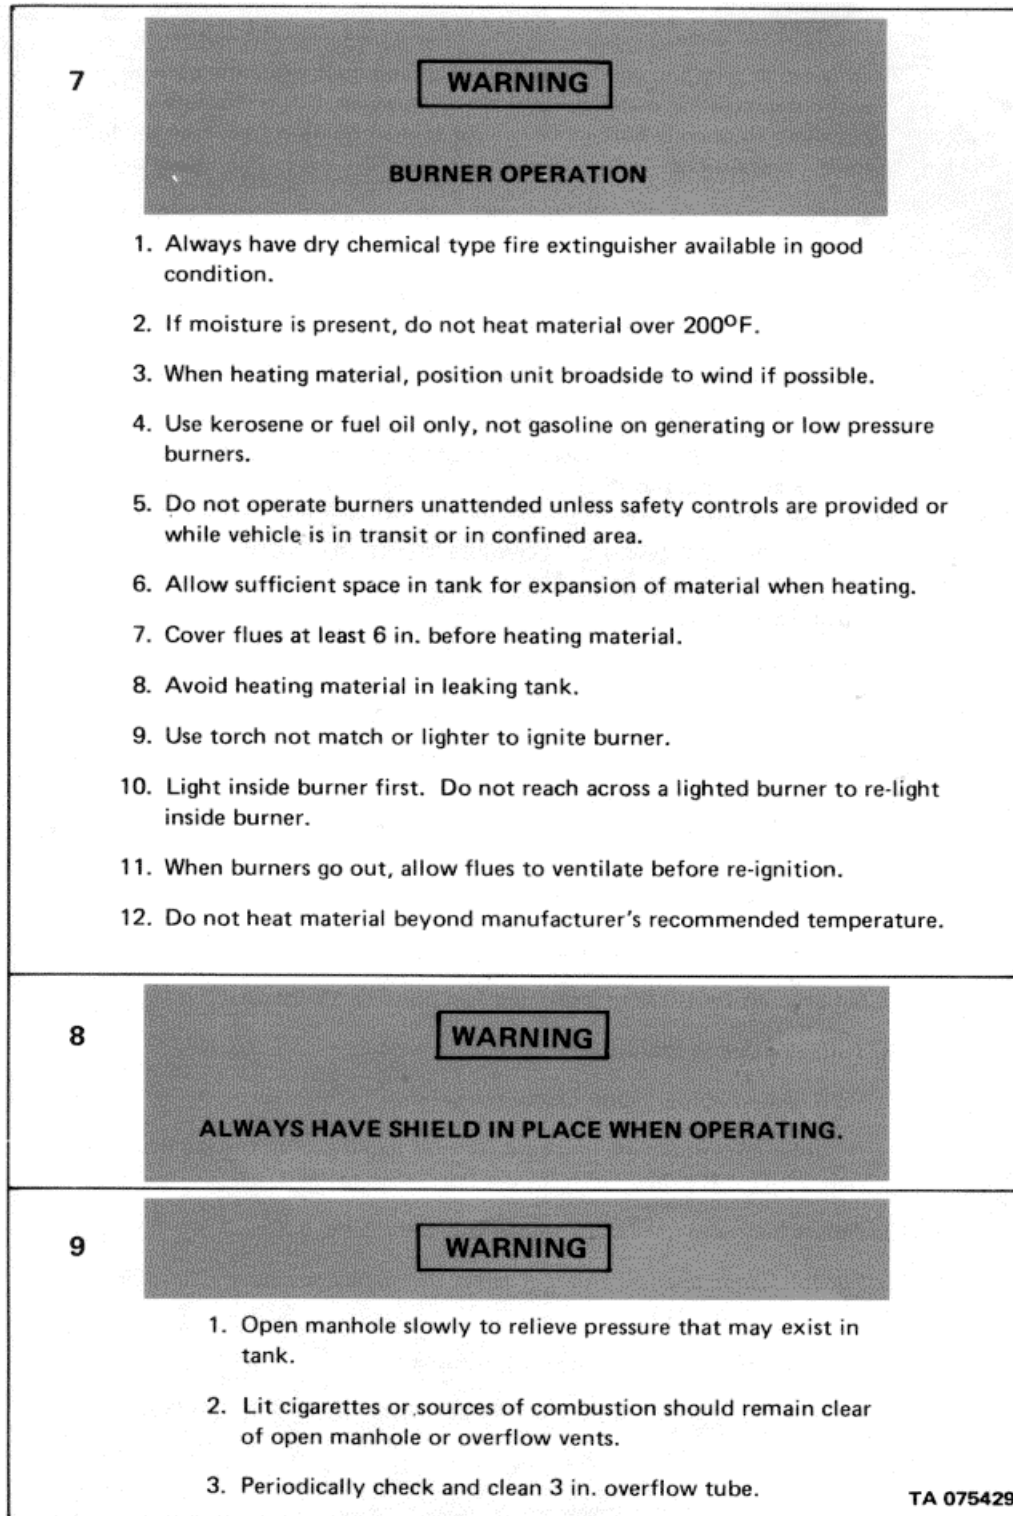 7
WARNING
BURNER OPERATION
1. Always have dry chemical type fire extinguisher available in good
condition.
2. If moisture is present, do not heat material over 200ºF.
3. When heating material, position unit broadside to wind if possible.
4. Use kerosene or fuel oil only, not gasoline on generating or low pressure
burners.
5. Do not operate burners unattended unless safety controls are provided or
while vehicle is in transit or in confined area.
6. Allow sufficient space in tank for expansion of material when heating.
7. Cover flues at least 6 in. before heating material.
8. Avoid heating material in leaking tank.
9. Use torch not match or lighter to ignite burner.
10. Light inside burner first. Do not reach across a lighted burner to re-light
inside burner.
11. When burners go out, allow flues to ventilate before re-ignition.
12. Do not heat material beyond manufacturer's recommended temperature.
8
WARNING
ALWAYS HAVE SHIELD IN PLACE WHEN OPERATING.
9
WARNING
1. Open manhole slowly to relieve pressure that may exist in
tank.
2. Lit cigarettes or sources of combustion should remain clear
of open manhole or overflow vents.
3. Periodically check and clean 3 in. overflow tube.
TA 075429